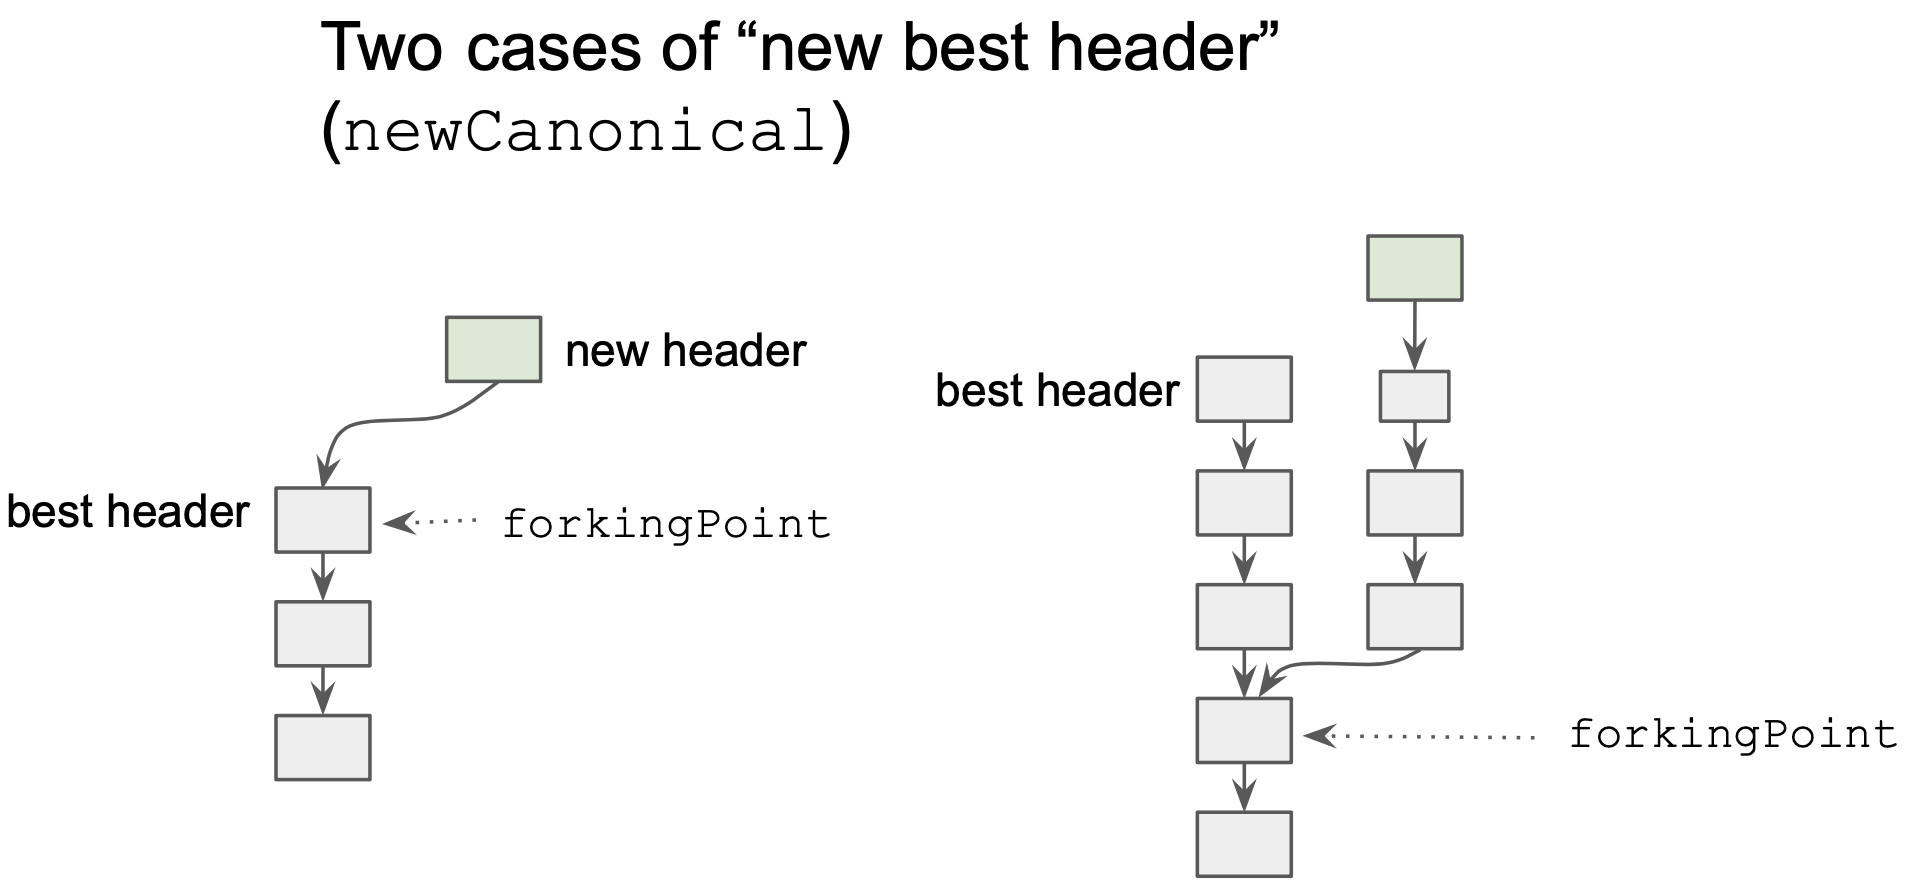 Two cases of “new best header”
(newCanonical)
new header
best header
forkingPoint
best header
forkingPoint